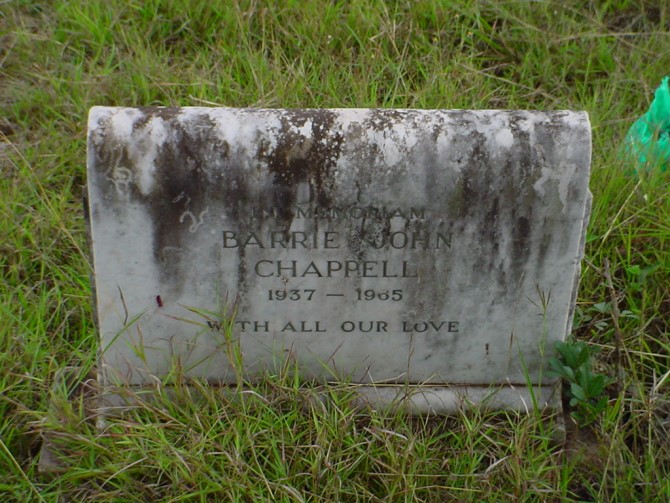 IN MEMORIAM
BARRIE JOHN
CHAPPELL
1937 — 1965
WITH ALL OUR LOVE